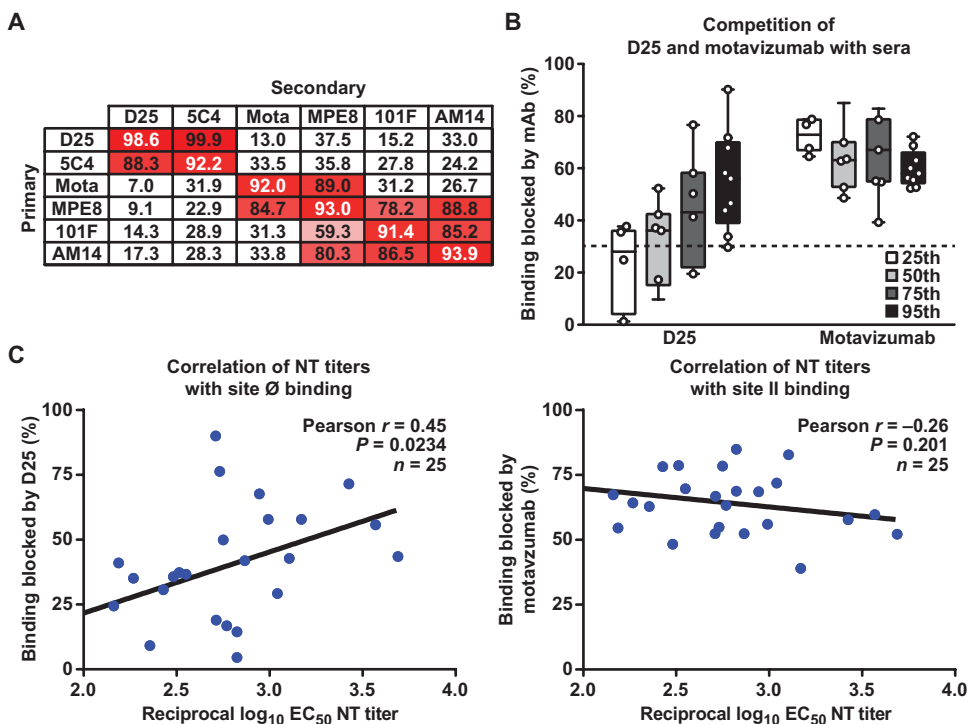 A
Secondary
D25 5C4 Mota MPE8 101F AM14
Primary
D25 98.6 99.9 13.0 37.5 15.2 33.0
5C4 88.3 92.2 33.5 35.8 27.8 24.2
Mota 7.0 31.9 92.0 89.0 31.2 26.7
MPE8 9.1 22.9 84.7 93.0 78.2 88.8
101F 14.3 28.9 31.3 59.3 91.4 85.2
AM14 17.3 28.3 33.8 80.3 86.5 93.9
B
Competition of
D25 and motavizumab with sera
Binding blocked by mAb (%)
100
80
60
40
20
0
25th
50th
75th
95th
D25 Motavizumab
C
Correlation of NT titers
with site Ø binding
Pearson r = 0.45
P = 0.0234
n = 25
Binding blocked by D25 (%)
100
75
50
25
0
2.0 2.5 3.0 3.5 4.0
Reciprocal log10 EC50 NT titer
Correlation of NT titers
with site II binding
Pearson r = –0.26
P = 0.201
n = 25
Binding blocked by
motavzumab (%)
100
75
50
25
0
2.0 2.5 3.0 3.5 4.0
Reciprocal log10 EC50 NT titer